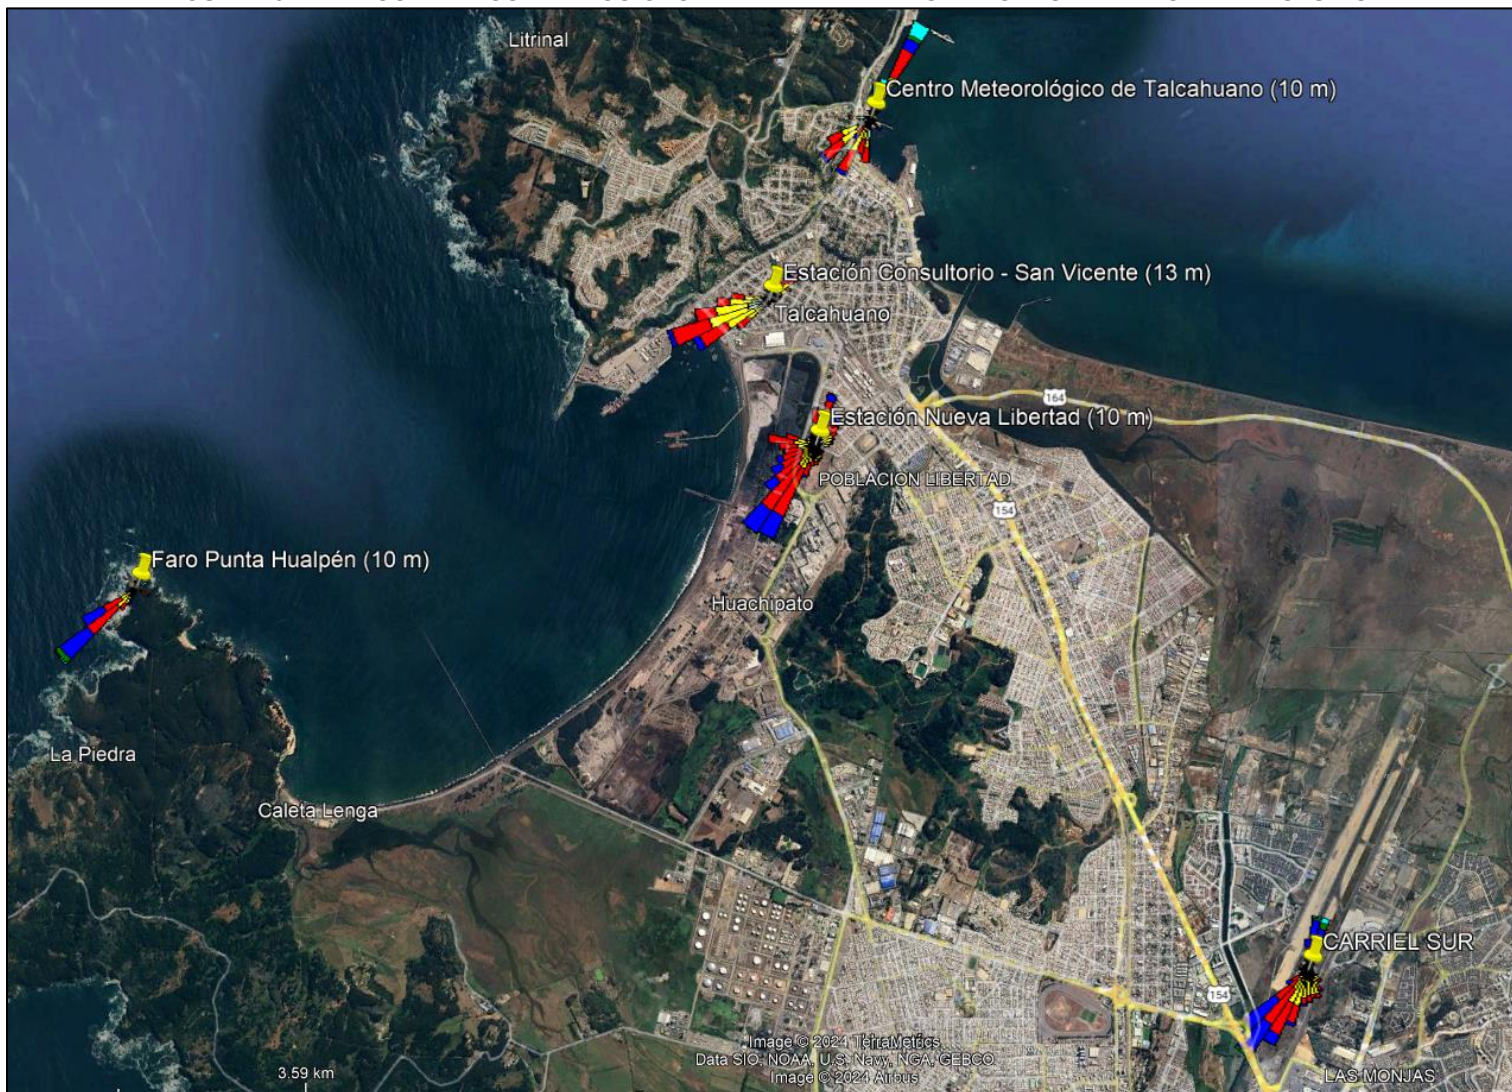 Litrinal
Centro Meteorológico de Talcahuano (10 m)
Estación Consultorio - San Vicente (13 m)
Talcahuano
164
Estación Nueva Libertad (10 m)
POBLACION LIBERTAD
154
Faro Punta Hualpén (10 m)
Huachipato
La Piedra
Caleta Lenga
CARRIEL SUR
154
Image © 2024 TerraMetrics
Data SIO, NOAA, U.S. Navy, NGA, GEBCO
Image © 2024 Airbus
3.59 km
LAS MONJAS